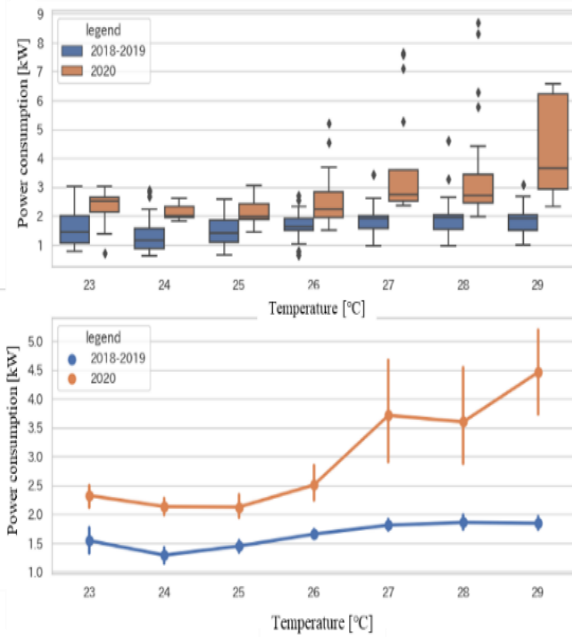 Power consumption [kW]
9
8
7
6
5
4
3
2
1
legend
2018-2019
2020
23 24 25 26 27 28 29
Temperature [°C]
Power consumption [kW]
5.0
4.5
4.0
3.5
3.0
2.5
2.0
1.5
1.0
legend
2018-2019
2020
23 24 25 26 27 28 29
Temperature [°C]